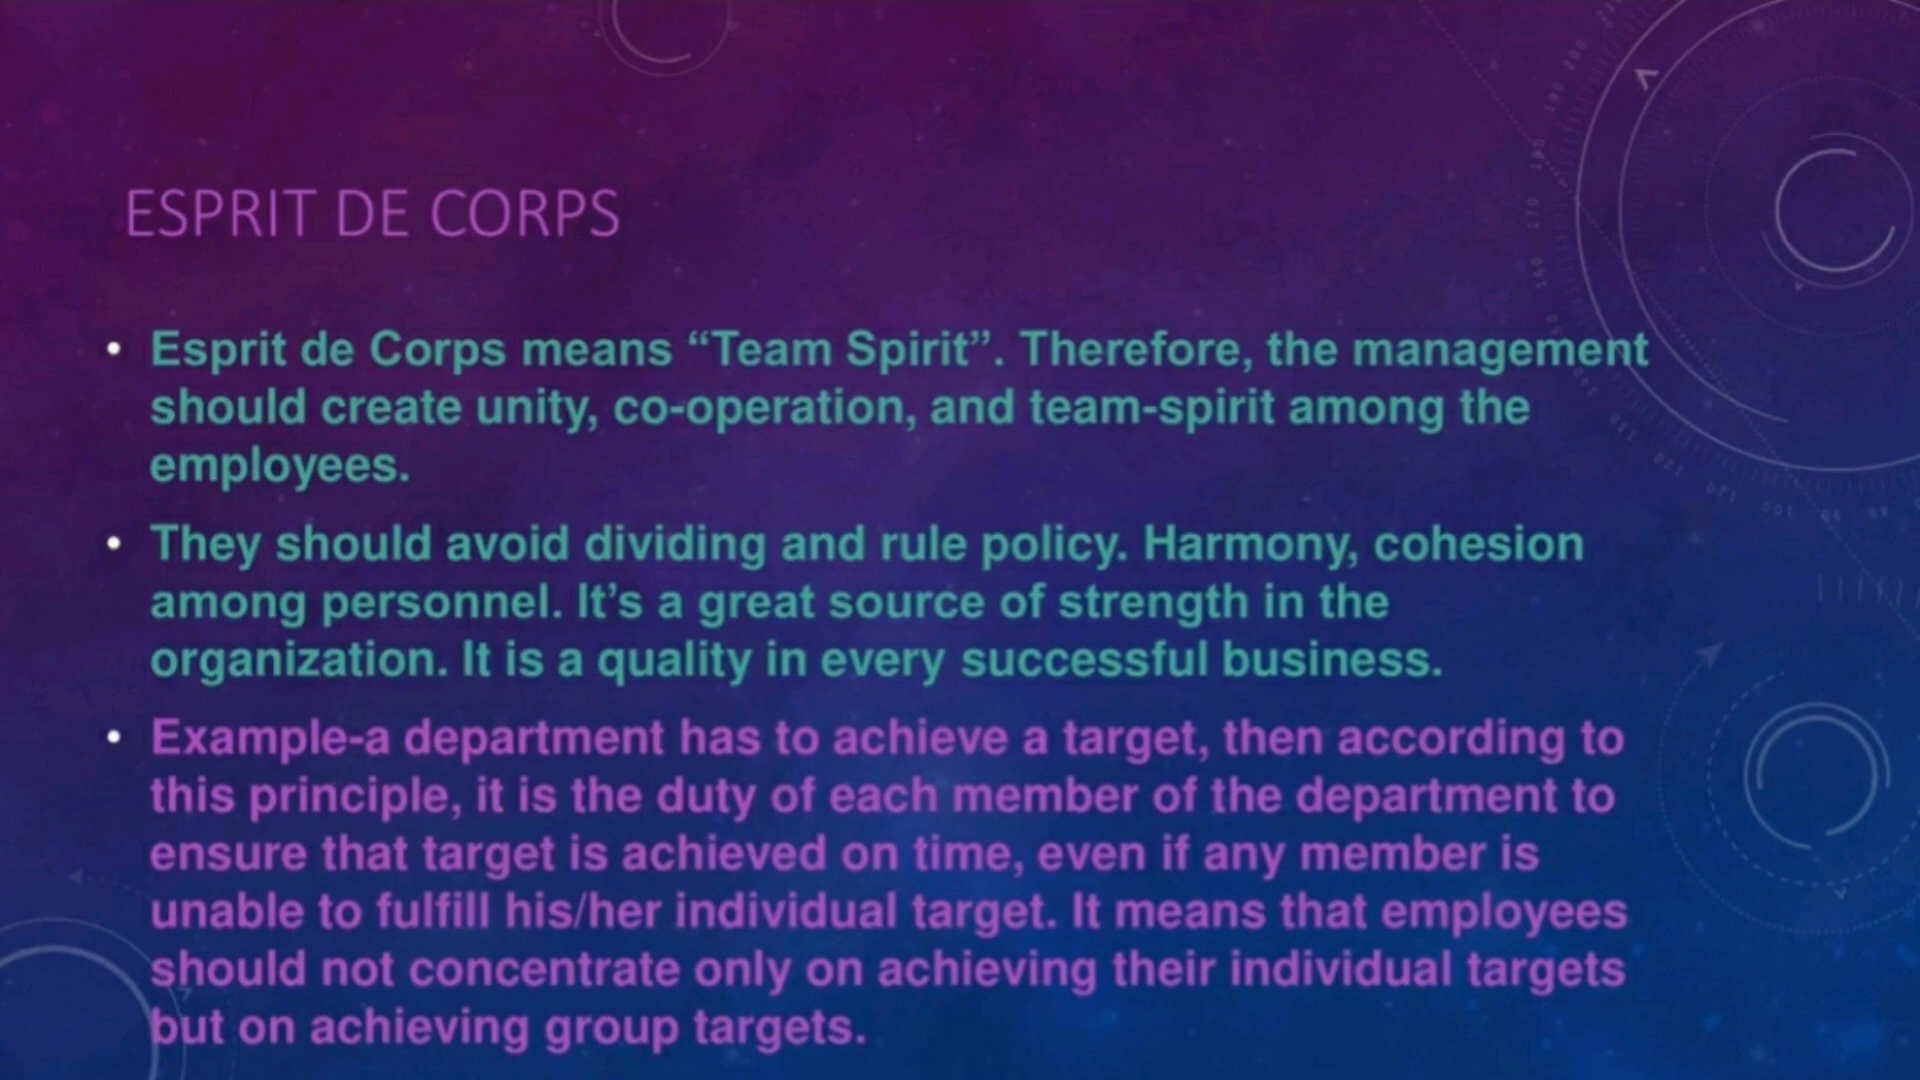 ESPRIT DE CORPS
• Esprit de Corps means “Team Spirit”. Therefore, the management
should create unity, co-operation, and team-spirit among the
employees.
• They should avoid dividing and rule policy. Harmony, cohesion
among personnel. It’s a great source of strength in the
organization. It is a quality in every successful business.
• Example-a department has to achieve a target, then according to
this principle, it is the duty of each member of the department to
ensure that target is achieved on time, even if any member is
unable to fulfill his/her individual target. It means that employees
should not concentrate only on achieving their individual targets
but on achieving group targets.